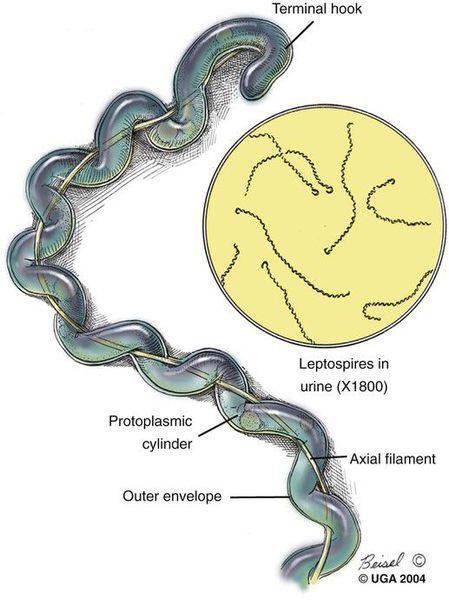 Terminal hook
Leptospires in
urine (X1800)
Protoplasmic
cylinder
Axial filament
Outer envelope
Beisel ©
© UGA 2004